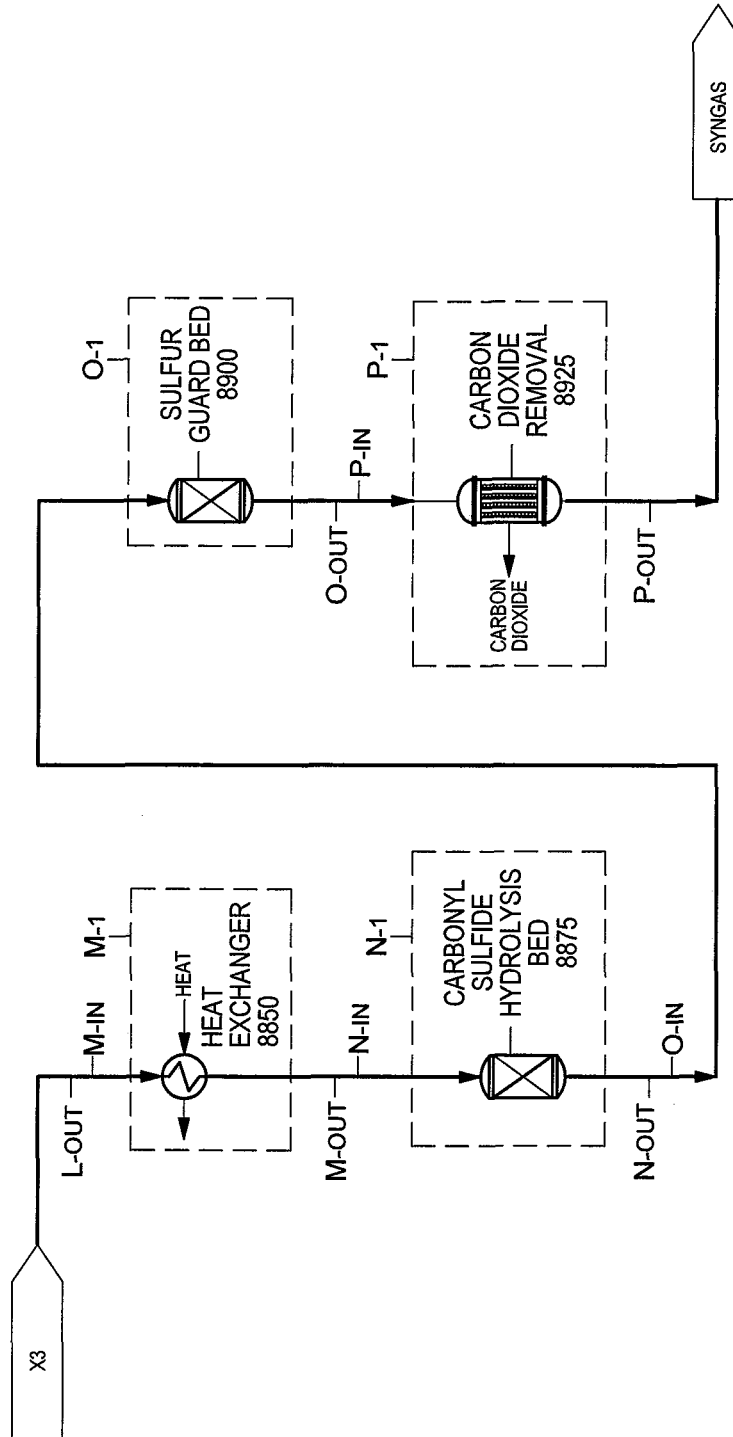 X3
L-OUT
M-IN
M-1
HEAT
HEAT
EXCHANGER
8850
M-OUT
N-IN
N-1
CARBONYL
SULFIDE
HYDROLYSIS
BED
8875
N-OUT
O-IN
O-1
SULFUR
GUARD BED
8900
O-OUT
P-IN
P-1
CARBON
DIOXIDE
REMOVAL
8925
CARBON
DIOXIDE
P-OUT
SYNGAS